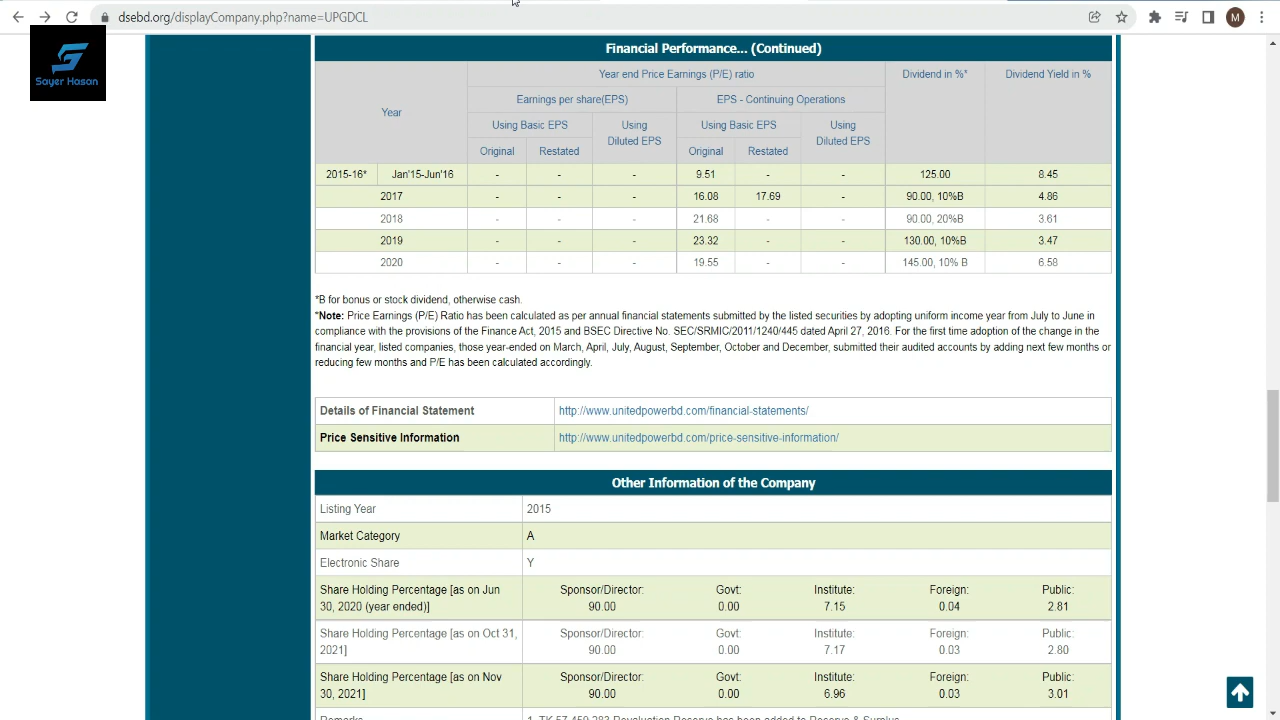 dsebd.org/displayCompany.php?name=UPGDCL
M
Sayer Hasan
Financial Performance... (Continued)
Year
Year end Price Earnings (P/E) ratio
Dividend in %*
Dividend Yield in %
Earnings per share(EPS)
EPS - Continuing Operations
Using Basic EPS
Using
Diluted EPS
Using Basic EPS
Using
Diluted EPS
Original
Restated
Original
Restated
2015-16* Jan'15-Jun'16 - - - 9.51 - - 125.00 8.45
2017 - - - 16.08 17.69 - 90.00, 10%B 4.86
2018 - - - 21.68 - - 90.00, 20%B 3.61
2019 - - - 23.32 - - 130.00, 10%B 3.47
2020 - - - 19.55 - - 145.00, 10% B 6.58
*B for bonus or stock dividend, otherwise cash.
*Note: Price Earnings (P/E) Ratio has been calculated as per annual financial statements submitted by the listed securities by adopting uniform income year from July to June in
compliance with the provisions of the Finance Act, 2015 and BSEC Directive No. SEC/SRMIC/2011/1240/445 dated April 27, 2016. For the first time adoption of the change in the
financial year, listed companies, those year-ended on March, April, July, August, September, October and December, submitted their audited accounts by adding next few months or
reducing few months and P/E has been calculated accordingly.
Details of Financial Statement http://www.unitedpowerbd.com/financial-statements/
Price Sensitive Information http://www.unitedpowerbd.com/price-sensitive-information/
Other Information of the Company
Listing Year 2015
Market Category A
Electronic Share Y
Share Holding Percentage [as on Jun Sponsor/Director: Govt: Institute: Foreign: Public:
30, 2020 (year ended)] 90.00 0.00 7.15 0.04 2.81
Share Holding Percentage [as on Oct 31, Sponsor/Director: Govt: Institute: Foreign: Public:
2021] 90.00 0.00 7.17 0.03 2.80
Share Holding Percentage [as on Nov Sponsor/Director: Govt: Institute: Foreign: Public:
30, 2021] 90.00 0.00 6.96 0.03 3.01
Remarks 1. TK.57,459,283 Revaluation Reserve has been added to Reserve & Surplus